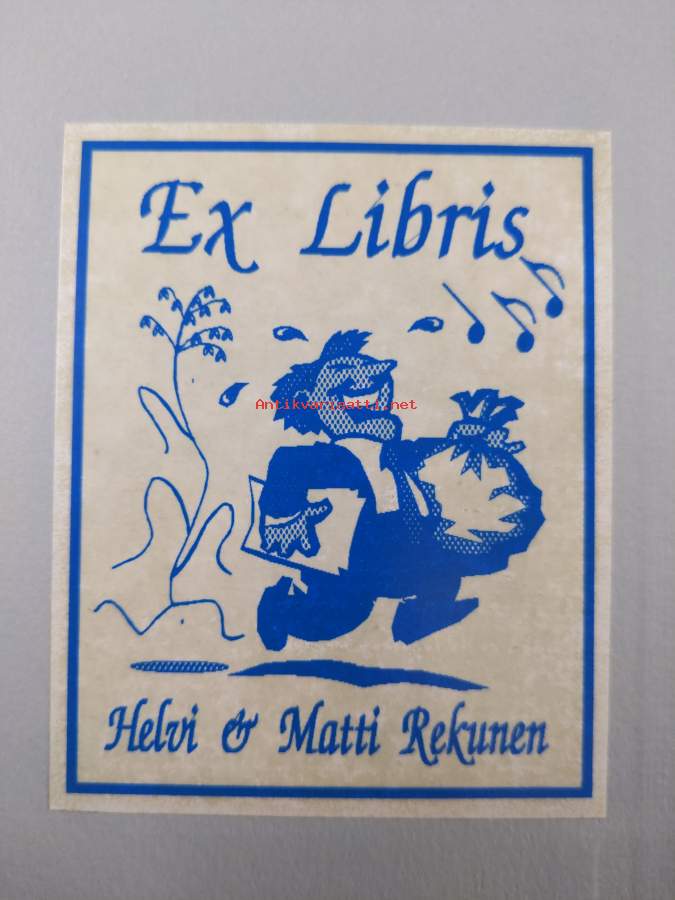 Ex Libris
Antikvariaatti.net
Helvi & Matti Rekunen